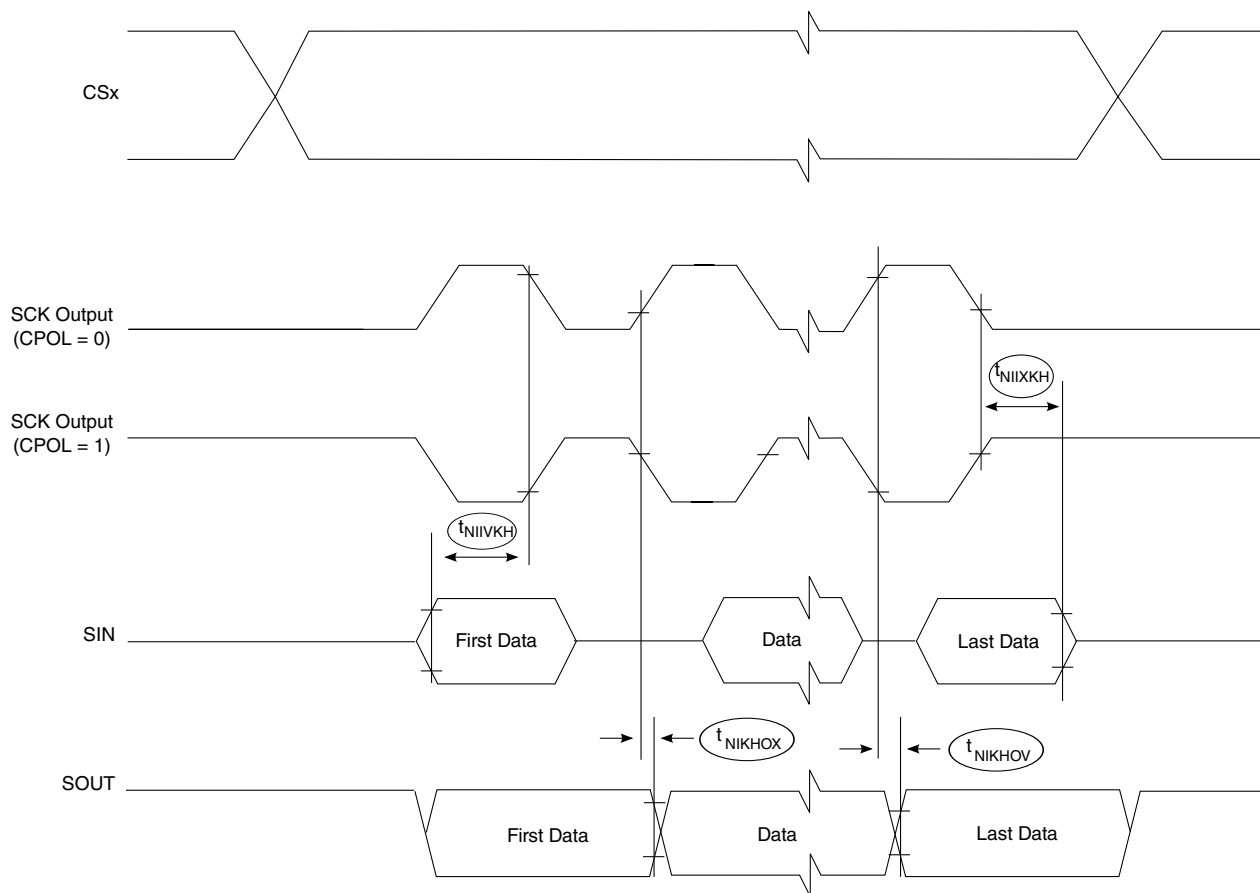 CSx
SCK Output
(CPOL = 0)
tNIIXKH
SCK Output
(CPOL = 1)
tNIIVKH
SIN
First Data
Data
Last Data
tNIKHOX
tNIKHOV
SOUT
First Data
Data
Last Data